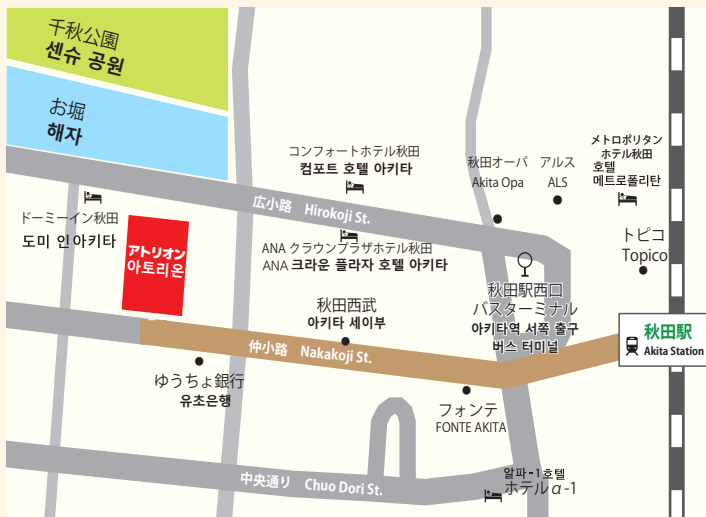 千秋公園
센슈 공원
お堀
해자
コンフォートホテル秋田
컴포트 호텔 아키타
秋田オーパ
Akita Opa
アルス
ALS
メトロポリタン
ホテル秋田
호텔
메트로폴리탄
広小路 Hirokoji St.
ドーミーイン秋田
도미 인아키타
アトリオン
아토리온
ANA クラウンプラザホテル秋田
ANA 크라운 플라자 호텔 아키타
トピコ
Topico
秋田駅西口
バスターミナル
아키타역 서쪽 출구
버스 터미널
秋田西武
아키타 세이부
秋田駅
Akita Station
仲小路 Nakakoji St.
ゆうちょ銀行
유초은행
フォンテ
FONTE AKITA
中央通り Chuo Dori St.
알파-1호텔
ホテルα-1